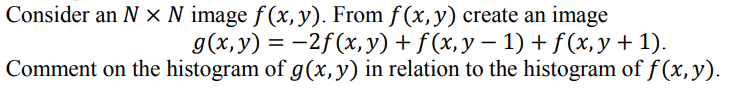 Consider an N × N image f(x, y). From f(x, y) create an image
g(x, y) = −2f(x, y) + f(x, y − 1) + f(x, y + 1).
Comment on the histogram of g(x, y) in relation to the histogram of f(x, y).